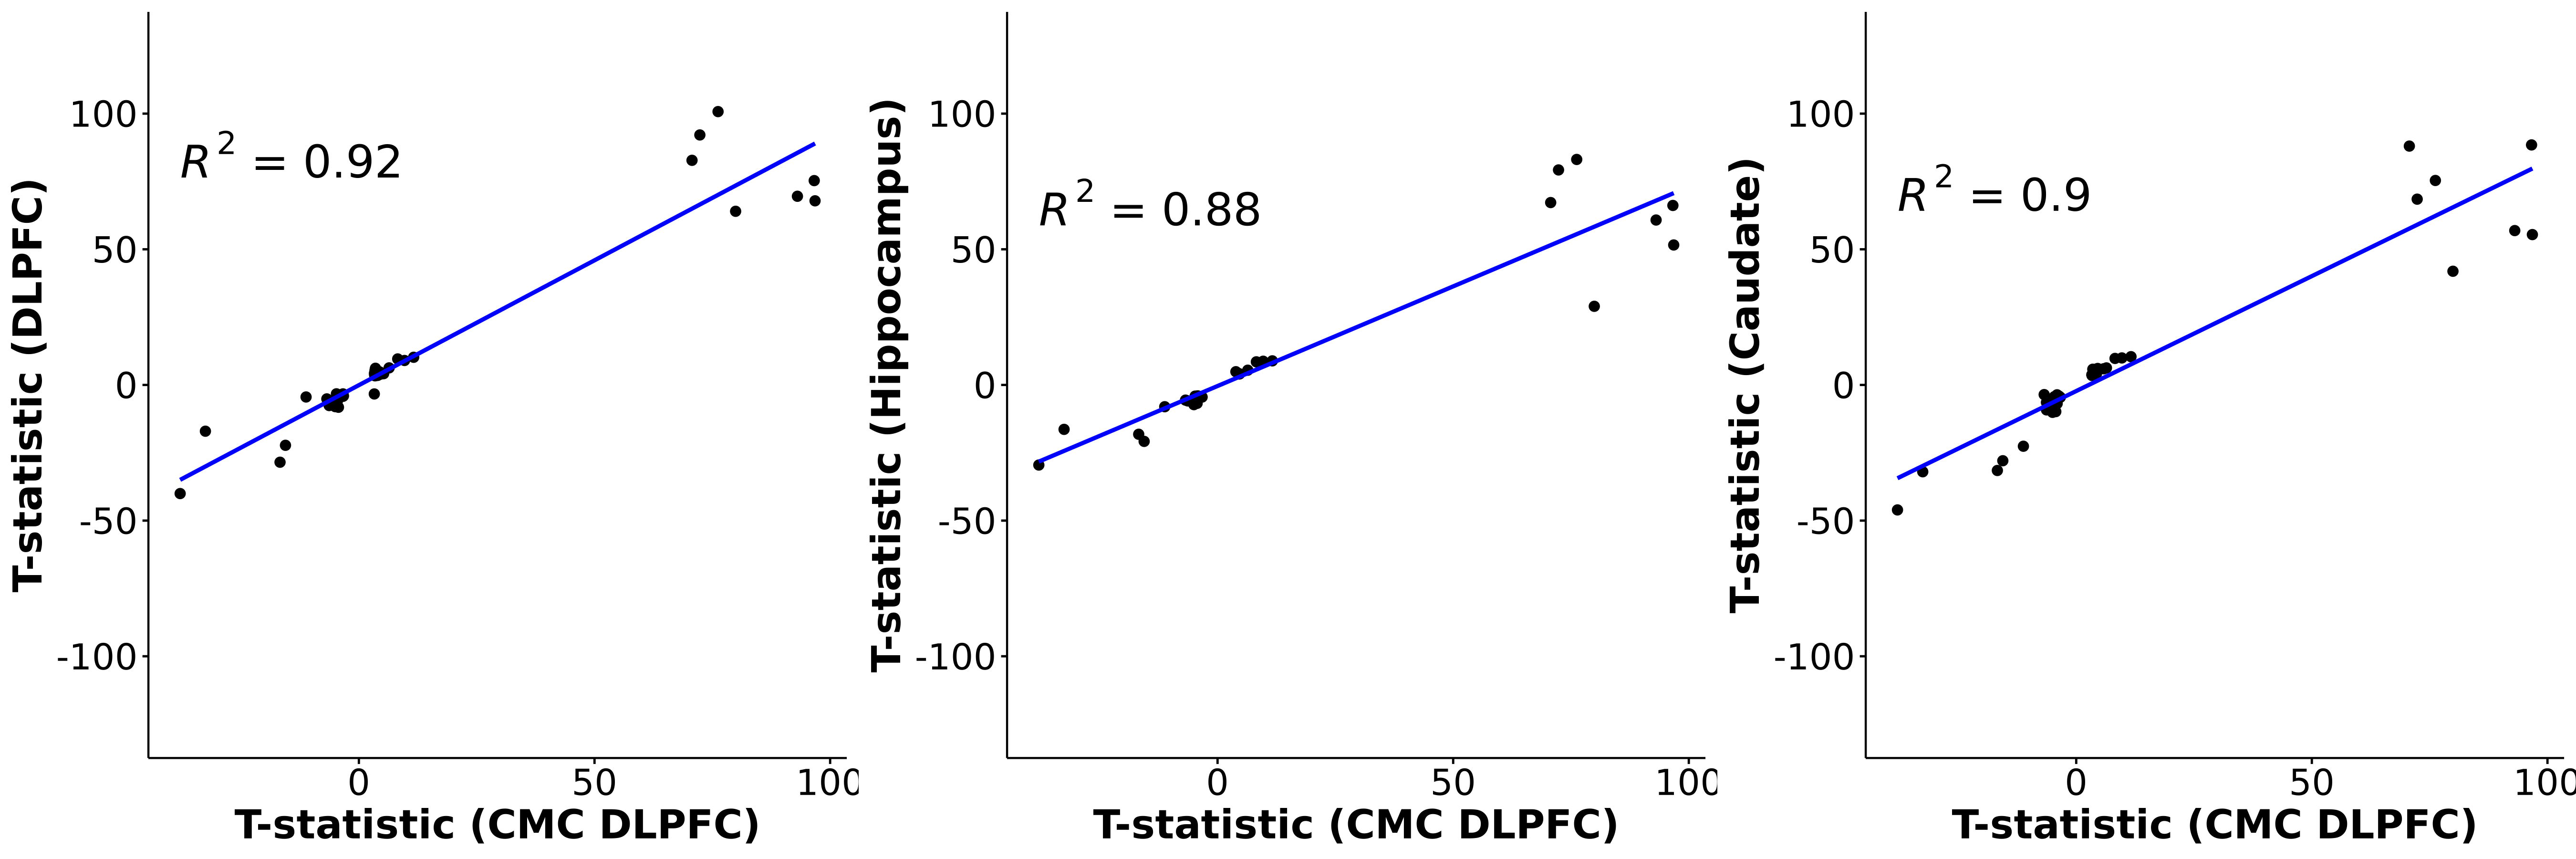 T-statistic (DLPFC)
100
50
0
-50
-100
R² = 0.92
0 50 100
T-statistic (CMC DLPFC)
T-statistic (Hippocampus)
100
50
0
-50
-100
R² = 0.88
0 50 100
T-statistic (CMC DLPFC)
T-statistic (Caudate)
100
50
0
-50
-100
R² = 0.9
0 50 100
T-statistic (CMC DLPFC)